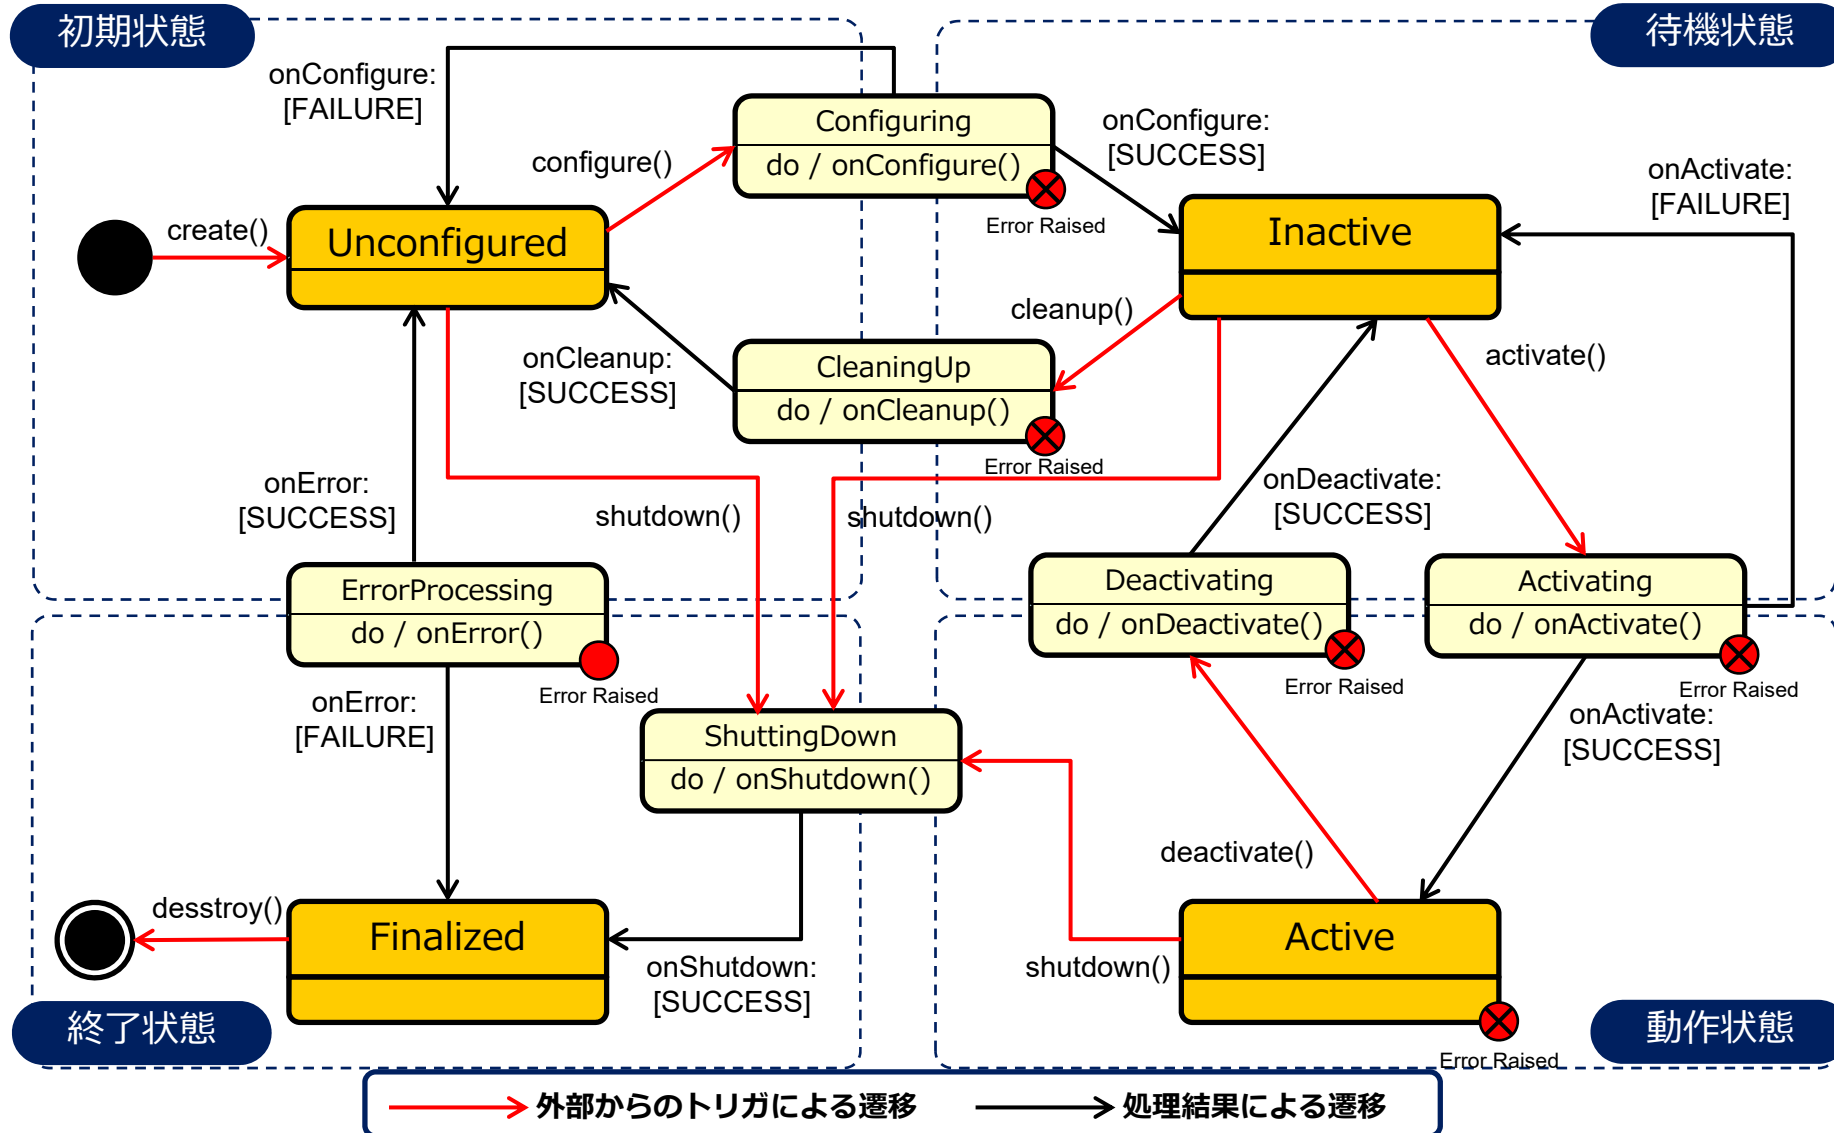 初期状態
待機状態
onConfigure:
[FAILURE]
Configuring
do / onConfigure()
Error Raised
onConfigure:
[SUCCESS]
configure()
onActivate:
[FAILURE]
create()
Unconfigured
Inactive
cleanup()
onCleanup:
[SUCCESS]
CleaningUp
do / onCleanup()
Error Raised
activate()
onError:
[SUCCESS]
shutdown()
shutdown()
onDeactivate:
[SUCCESS]
ErrorProcessing
do / onError()
Error Raised
Deactivating
do / onDeactivate()
Error Raised
Activating
do / onActivate()
Error Raised
onError:
[FAILURE]
ShuttingDown
do / onShutdown()
onActivate:
[SUCCESS]
deactivate()
desstroy()
Finalized
onShutdown:
[SUCCESS]
shutdown()
Active
Error Raised
終了状態
動作状態
外部からのトリガによる遷移
処理結果による遷移